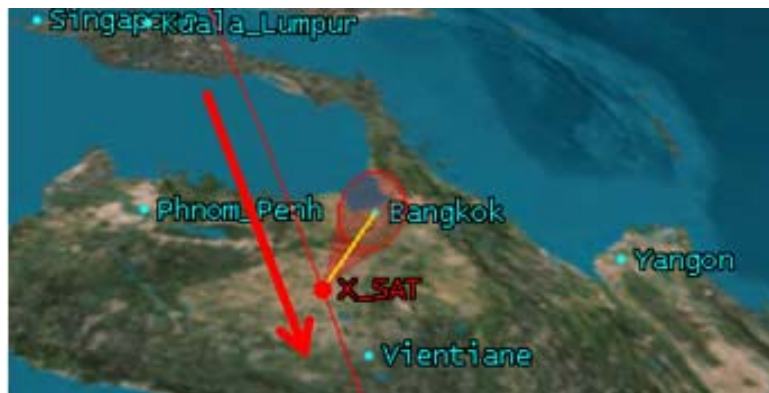 Singapore
Kuala_Lumpur
Phnom_Penh
Bangkok
Yangon
X_SAT
Vientiane